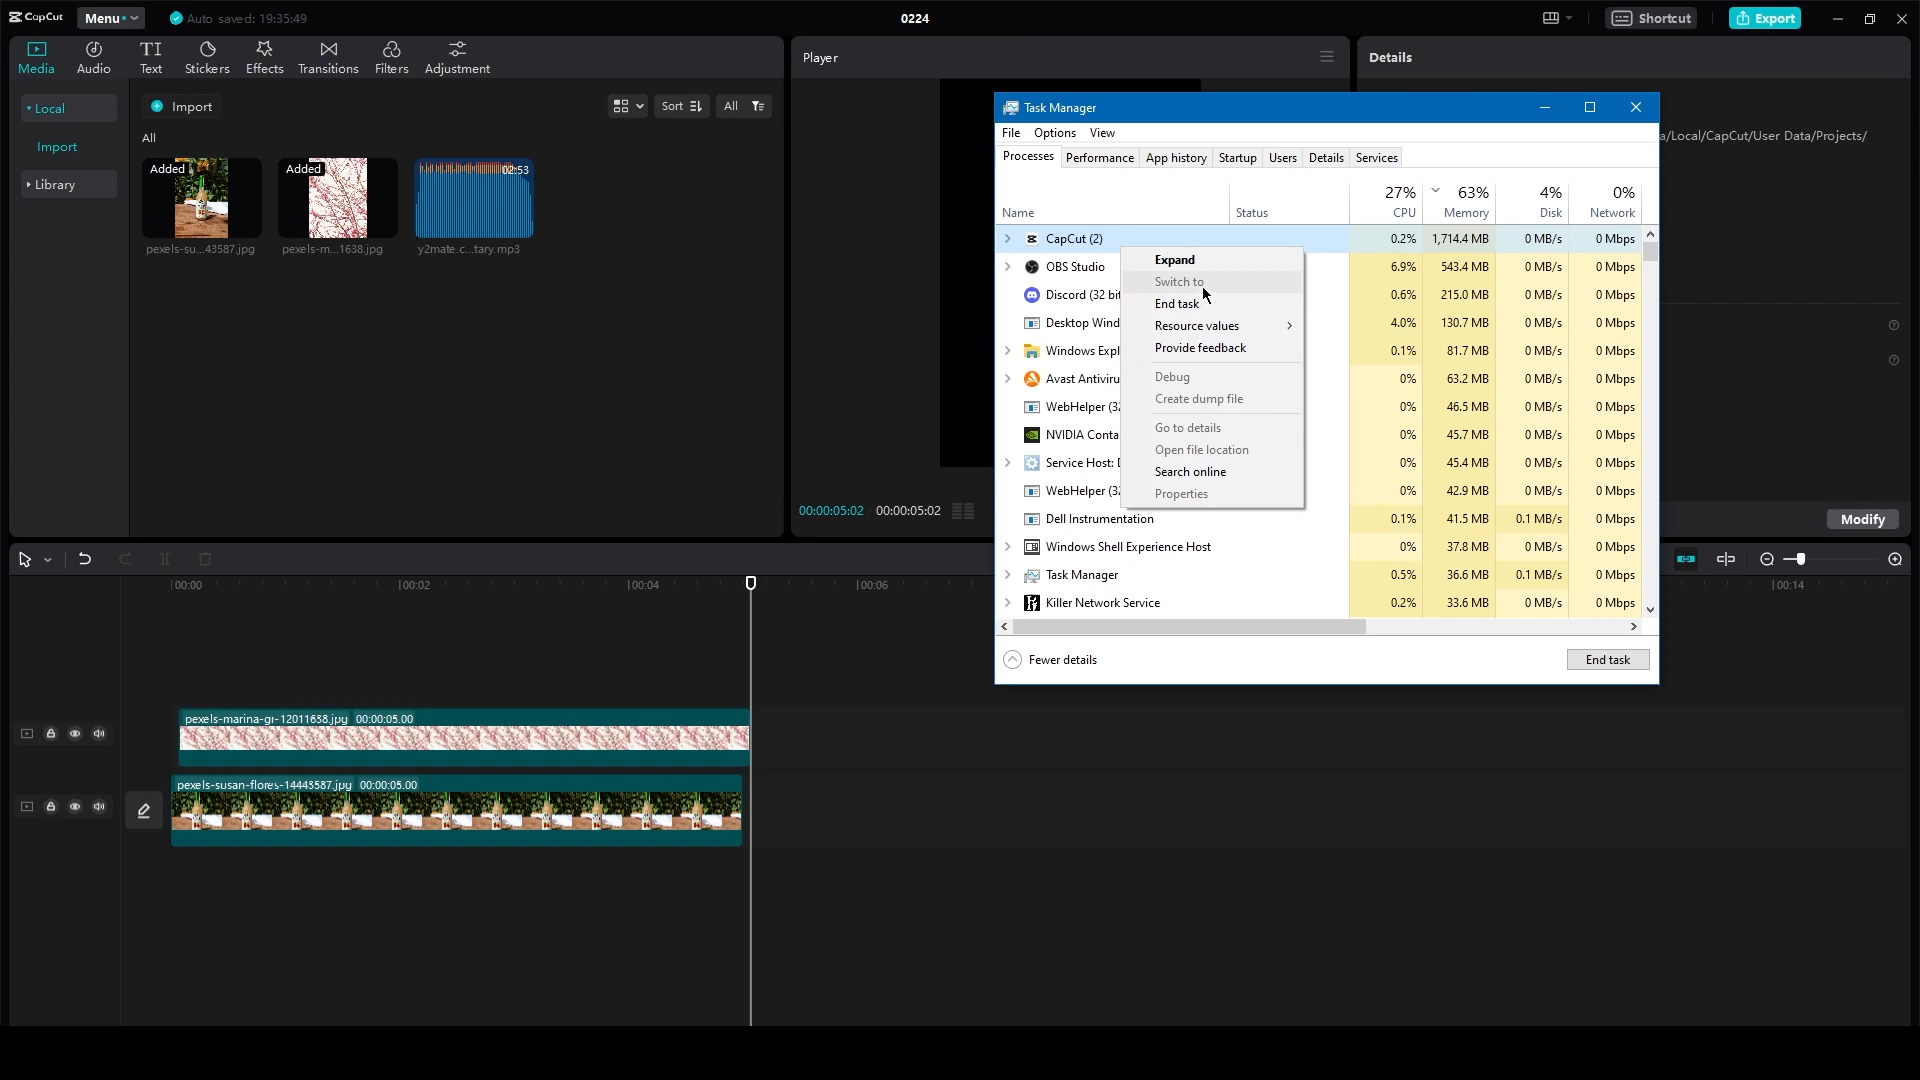 CapCut Menu Auto saved: 19:35:49 0224 Shortcut Export
Media Audio Text Stickers Effects Transitions Filters Adjustment
TI
Local
Import
Library
Import Sort All
All
Added Added 02:53
pexels-su...43587.jpg pexels-m...1638.jpg y2mate.c...tary.mp3
Player
00:00:05:02 00:00:05:02
Details
a/Local/CapCut/User Data/Projects/
Modify
Task Manager
File Options View
Processes Performance App history Startup Users Details Services
27% 63% 4% 0%
Name Status CPU Memory Disk Network
CapCut (2) 0.2% 1,714.4 MB 0 MB/s 0 Mbps
OBS Studio 6.9% 543.4 MB 0 MB/s 0 Mbps
Discord (32 bit 0.6% 215.0 MB 0 MB/s 0 Mbps
Desktop Wind 4.0% 130.7 MB 0 MB/s 0 Mbps
Windows Expl 0.1% 81.7 MB 0 MB/s 0 Mbps
Avast Antiviru 0% 63.2 MB 0 MB/s 0 Mbps
WebHelper (32 0% 46.5 MB 0 MB/s 0 Mbps
NVIDIA Conta 0% 45.7 MB 0 MB/s 0 Mbps
Service Host: D 0% 45.4 MB 0 MB/s 0 Mbps
WebHelper (32 0% 42.9 MB 0 MB/s 0 Mbps
Dell Instrumentation 0.1% 41.5 MB 0.1 MB/s 0 Mbps
Windows Shell Experience Host 0% 37.8 MB 0 MB/s 0 Mbps
Task Manager 0.5% 36.6 MB 0.1 MB/s 0 Mbps
Killer Network Service 0.2% 33.6 MB 0 MB/s 0 Mbps
Expand
Switch to
End task
Resource values
Provide feedback
Debug
Create dump file
Go to details
Open file location
Search online
Properties
Fewer details End task
00:00 00:02 00:04 00:06 00:14
pexels-marina-gr-12011638.jpg 00:00:05.00
pexels-susan-flores-14443587.jpg 00:00:05.00